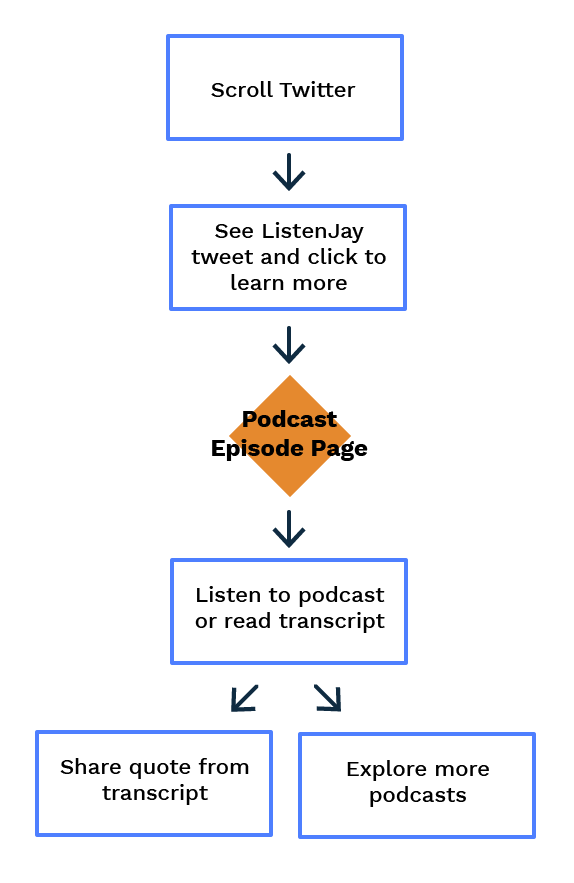 Scroll Twitter
See ListenJay
tweet and click to
learn more
Podcast
Episode Page
Listen to podcast
or read transcript
Share quote from
transcript
Explore more
podcasts